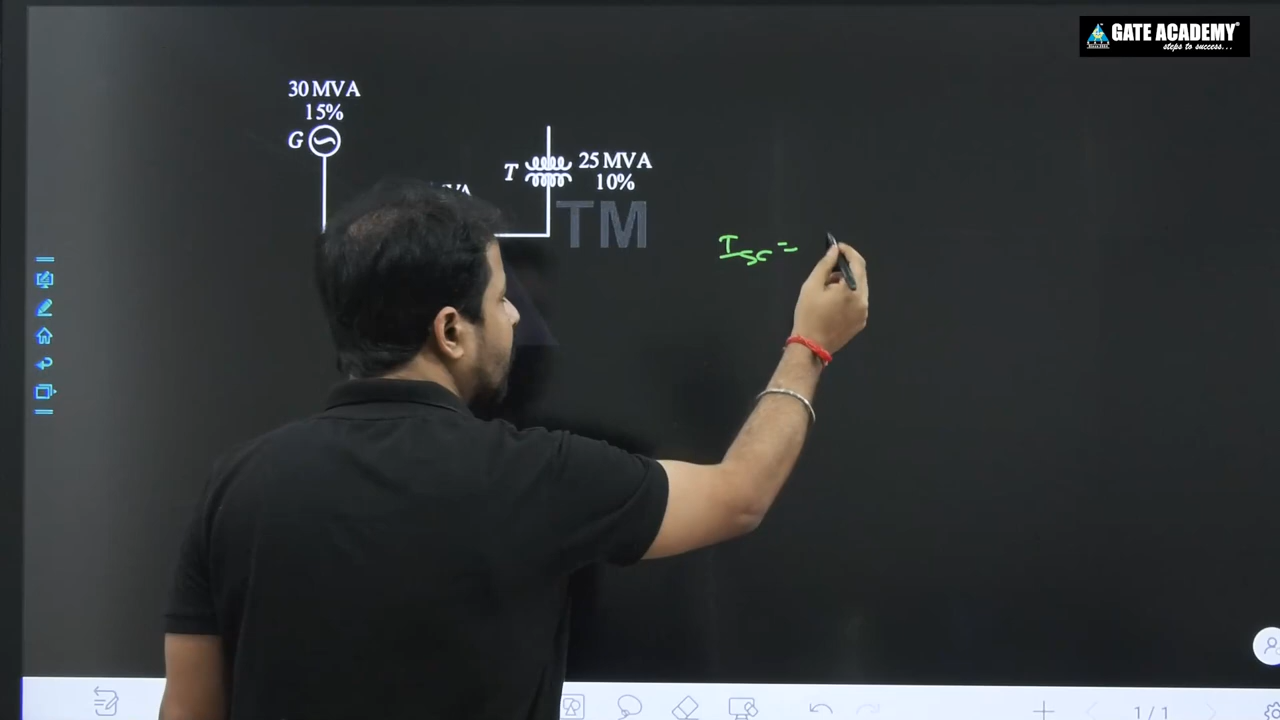 GATE ACADEMY
steps to success...
30 MVA
15%
G
T
25 MVA
10%
TM
Isc =
1/1